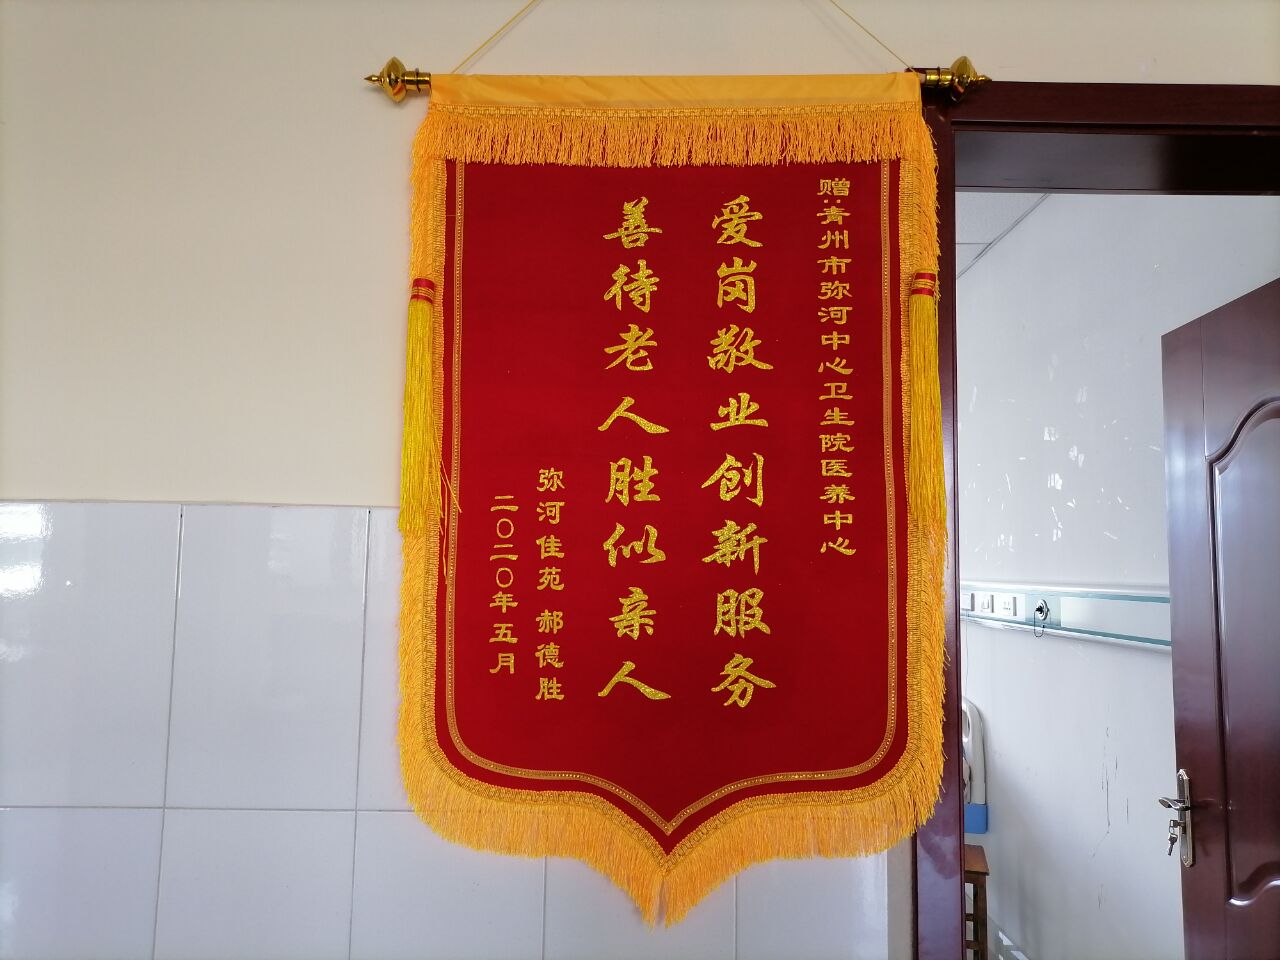 赠:青州市弥河中心卫生院医养中心
爱岗敬业创新服务
善待老人胜似亲人
弥河佳苑 郝德胜
二〇二〇年五月